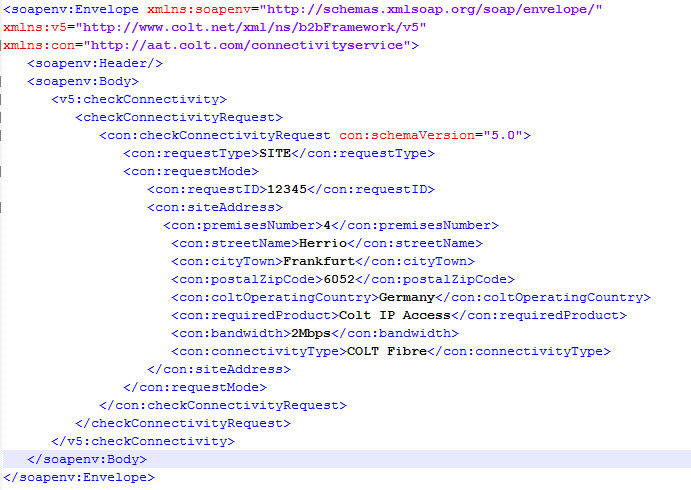 <soapenv:Envelope xmlns:soapenv="http://schemas.xmlsoap.org/soap/envelope/"
xmlns:v5="http://www.colt.net/xml/ns/b2bFramework/v5"
xmlns:con="http://aat.colt.com/connectivityservice">
<soapenv:Header/>
<soapenv:Body>
<v5:checkConnectivity>
<checkConnectivityRequest>
<con:checkConnectivityRequest con:schemaVersion="5.0">
<con:requestType>SITE</con:requestType>
<con:requestMode>
<con:requestID>12345</con:requestID>
<con:siteAddress>
<con:premisesNumber>4</con:premisesNumber>
<con:streetName>Herrio</con:streetName>
<con:cityTown>Frankfurt</con:cityTown>
<con:postalZipCode>6052</con:postalZipCode>
<con:coltOperatingCountry>Germany</con:coltOperatingCountry>
<con:requiredProduct>Colt IP Access</con:requiredProduct>
<con:bandwidth>2Mbps</con:bandwidth>
<con:connectivityType>COLT Fibre</con:connectivityType>
</con:siteAddress>
</con:requestMode>
</con:checkConnectivityRequest>
</checkConnectivityRequest>
</v5:checkConnectivity>
</soapenv:Body>
</soapenv:Envelope>